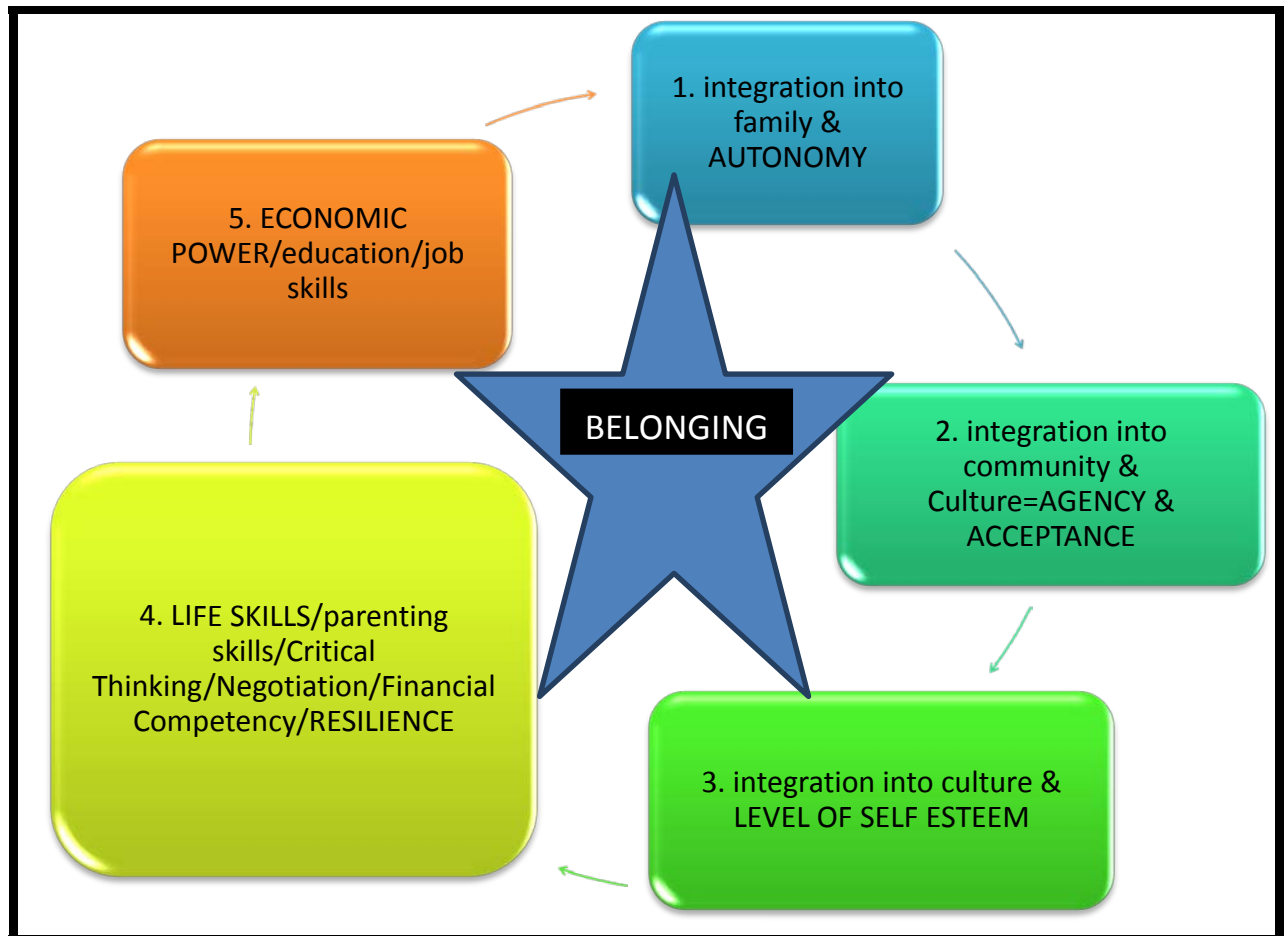 1. integration into
family &
AUTONOMY
2. integration into
community &
Culture=AGENCY &
ACCEPTANCE
3. integration into culture &
LEVEL OF SELF ESTEEM
4. LIFE SKILLS/parenting
skills/Critical
Thinking/Negotiation/Financial
Competency/RESILIENCE
5. ECONOMIC
POWER/education/job
skills
BELONGING